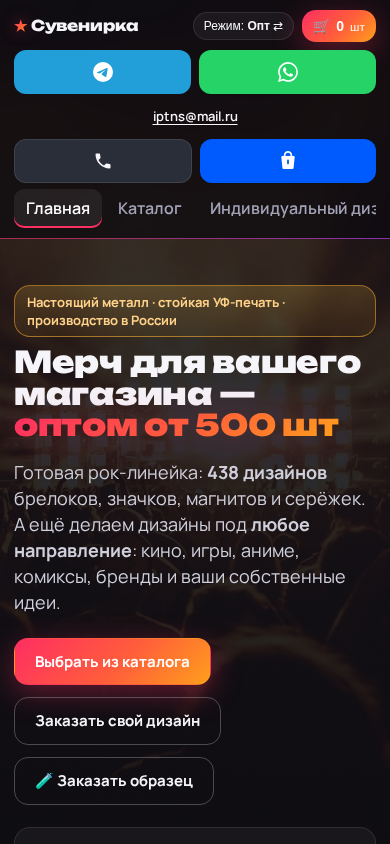 ★ Сувенирка
Режим: Опт ⇄
🛒 0 шт
iptns@mail.ru
Главная
Каталог
Индивидуальный диз
Настоящий металл · стойкая УФ-печать ·
производство в России
Мерч для вашего
магазина —
оптом от 500 шт
Готовая рок-линейка: 438 дизайнов
брелоков, значков, магнитов и серёжек.
А ещё делаем дизайны под любое
направление: кино, игры, аниме,
комиксы, бренды и ваши собственные
идеи.
Выбрать из каталога
Заказать свой дизайн
🧪 Заказать образец